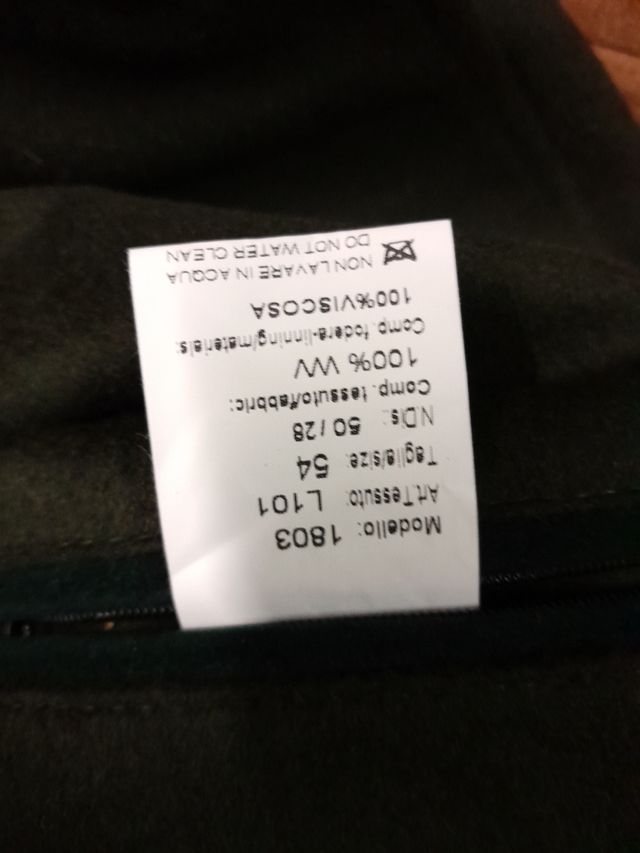 Modello: 1803
Art.Tessuto: L101
Taglia/size: 54
N.Dis.: 50 / 28
Comp. tessuto/fabbric:
100% WV
Comp. fodera-linning/materials:
100%VISCOSA
NON LAVARE IN ACQUA
DO NOT WATER CLEAN